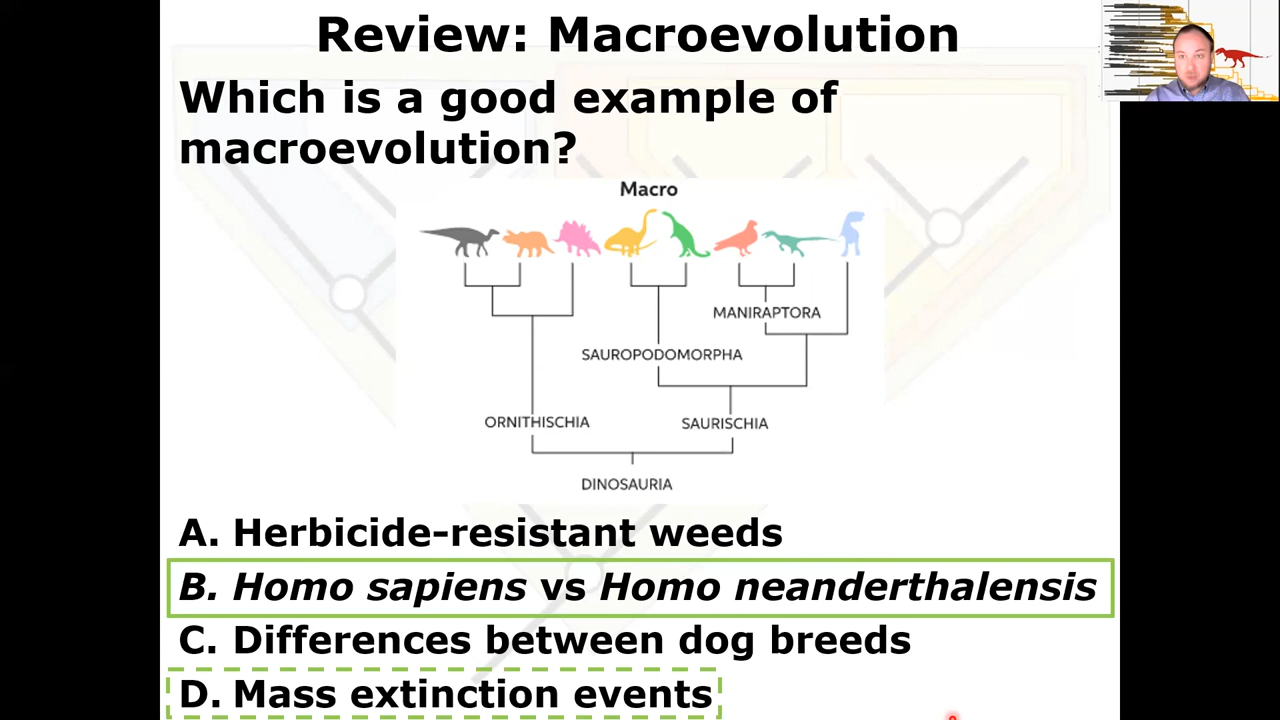 Review: Macroevolution
Which is a good example of
macroevolution?
Macro
MANIRAPTORA
SAUROPODOMORPHA
ORNITHISCHIA
SAURISCHIA
DINOSAURIA
A. Herbicide-resistant weeds
B. Homo sapiens vs Homo neanderthalensis
C. Differences between dog breeds
D. Mass extinction events